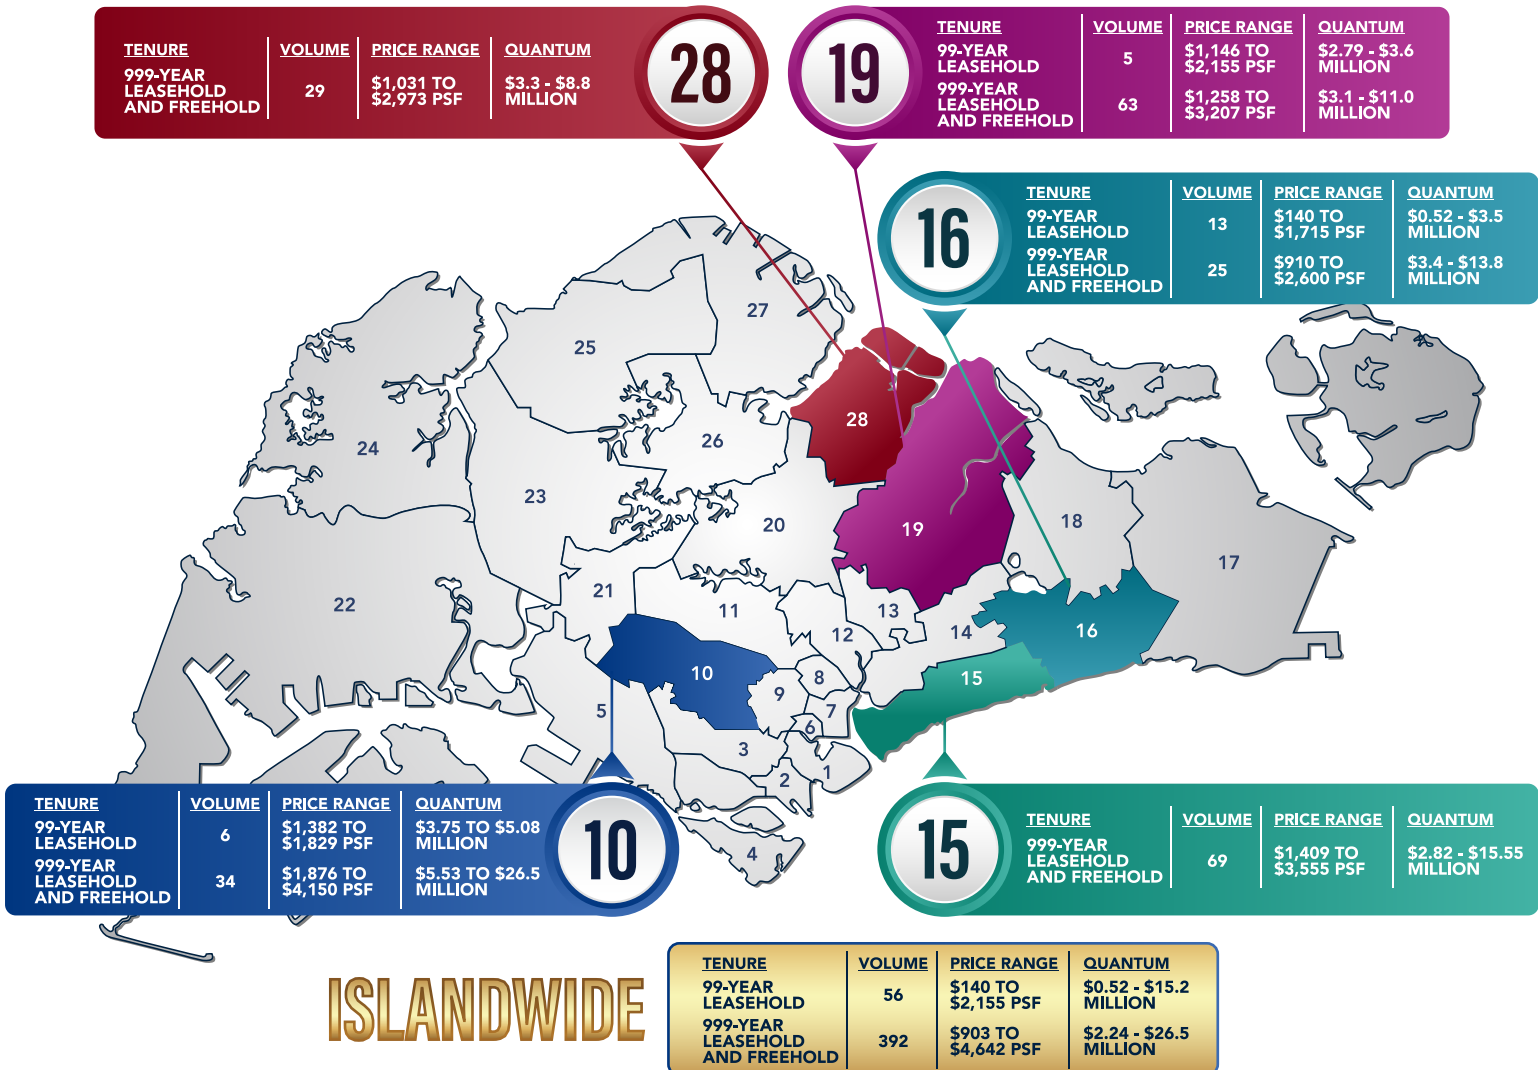 TENURE VOLUME PRICE RANGE QUANTUM
999-YEAR
LEASEHOLD
AND FREEHOLD
29
$1,031 TO
$2,973 PSF
$3.3 - $8.8
MILLION
28
19
TENURE VOLUME PRICE RANGE QUANTUM
99-YEAR
LEASEHOLD
5
$1,146 TO
$2,155 PSF
$2.79 - $3.6
MILLION
999-YEAR
LEASEHOLD
AND FREEHOLD
63
$1,258 TO
$3,207 PSF
$3.1 - $11.0
MILLION
16
TENURE VOLUME PRICE RANGE QUANTUM
99-YEAR
LEASEHOLD
13
$140 TO
$1,715 PSF
$0.52 - $3.5
MILLION
999-YEAR
LEASEHOLD
AND FREEHOLD
25
$910 TO
$2,600 PSF
$3.4 - $13.8
MILLION
27
25
28
26
24
23
20
19
18
17
22
21
11
13
12
14
16
10
8
15
9
7
5
6
3
1
2
4
TENURE VOLUME PRICE RANGE QUANTUM
99-YEAR
LEASEHOLD
6
$1,382 TO
$1,829 PSF
$3.75 TO $5.08
MILLION
999-YEAR
LEASEHOLD
AND FREEHOLD
34
$1,876 TO
$4,150 PSF
$5.53 TO $26.5
MILLION
10
15
TENURE VOLUME PRICE RANGE QUANTUM
999-YEAR
LEASEHOLD
AND FREEHOLD
69
$1,409 TO
$3,555 PSF
$2.82 - $15.55
MILLION
ISLANDWIDE
TENURE VOLUME PRICE RANGE QUANTUM
99-YEAR
LEASEHOLD
56
$140 TO
$2,155 PSF
$0.52 - $15.2
MILLION
999-YEAR
LEASEHOLD
AND FREEHOLD
392
$903 TO
$4,642 PSF
$2.24 - $26.5
MILLION